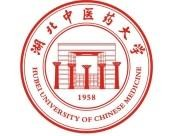 湖北中医药大学
1958
HUBEI UNIVERSITY OF CHINESE MEDICINE